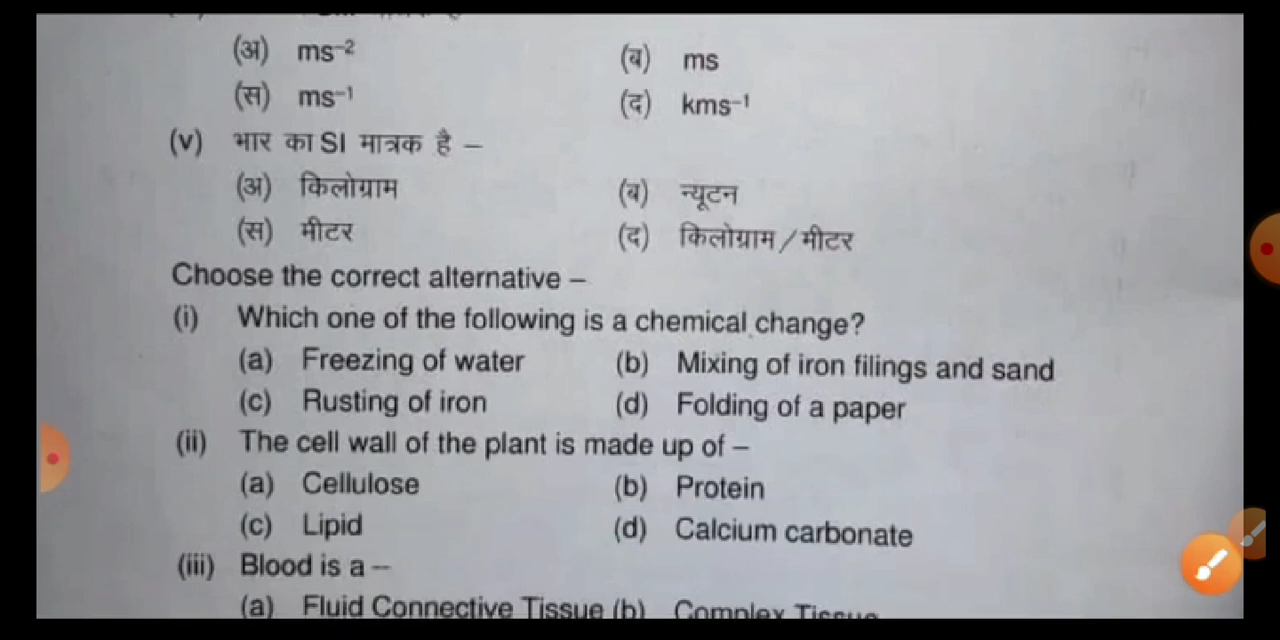 (अ) ms⁻² (ब) ms
(स) ms⁻¹ (द) kms⁻¹
(v) भार का SI मात्रक है –
(अ) किलोग्राम (ब) न्यूटन
(स) मीटर (द) किलोग्राम / मीटर
Choose the correct alternative –
(i) Which one of the following is a chemical change?
(a) Freezing of water (b) Mixing of iron filings and sand
(c) Rusting of iron (d) Folding of a paper
(ii) The cell wall of the plant is made up of –
(a) Cellulose (b) Protein
(c) Lipid (d) Calcium carbonate
(iii) Blood is a –
(a) Fluid Connective Tissue (b) Complex Tissue